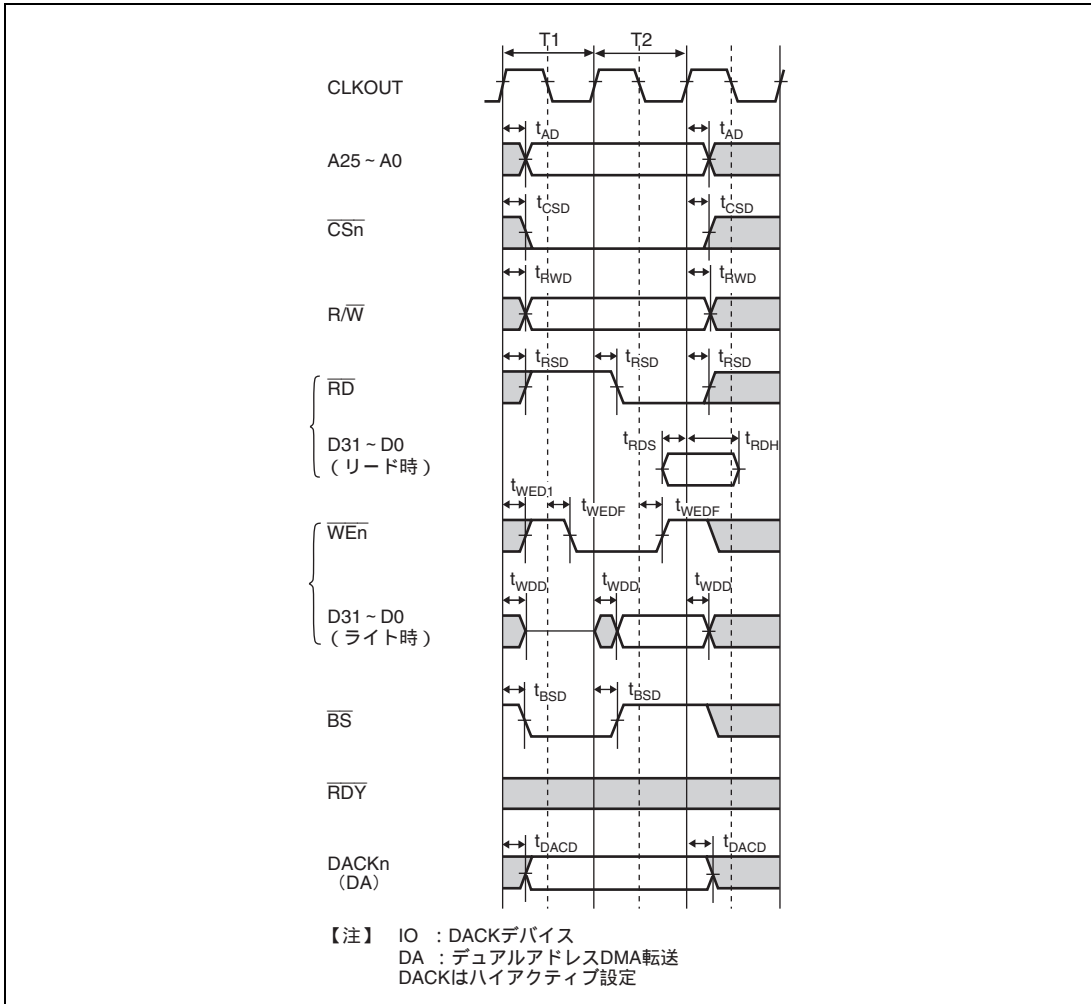 T1 T2
CLKOUT
tAD tAD
A25 ~ A0
tCSD tCSD
CSn
tRWD tRWD
R/W
tRSD tRSD tRSD
RD
tRDS tRDH
D31 ~ D0
(リード時)
tWED1 tWEDF tWEDF
WEn
tWDD tWDD tWDD
D31 ~ D0
(ライト時)
tBSD tBSD
BS
RDY
tDACD tDACD
DACKn
(DA)
【注】 IO :DACKデバイス
DA :デュアルアドレスDMA転送
DACKはハイアクティブ設定